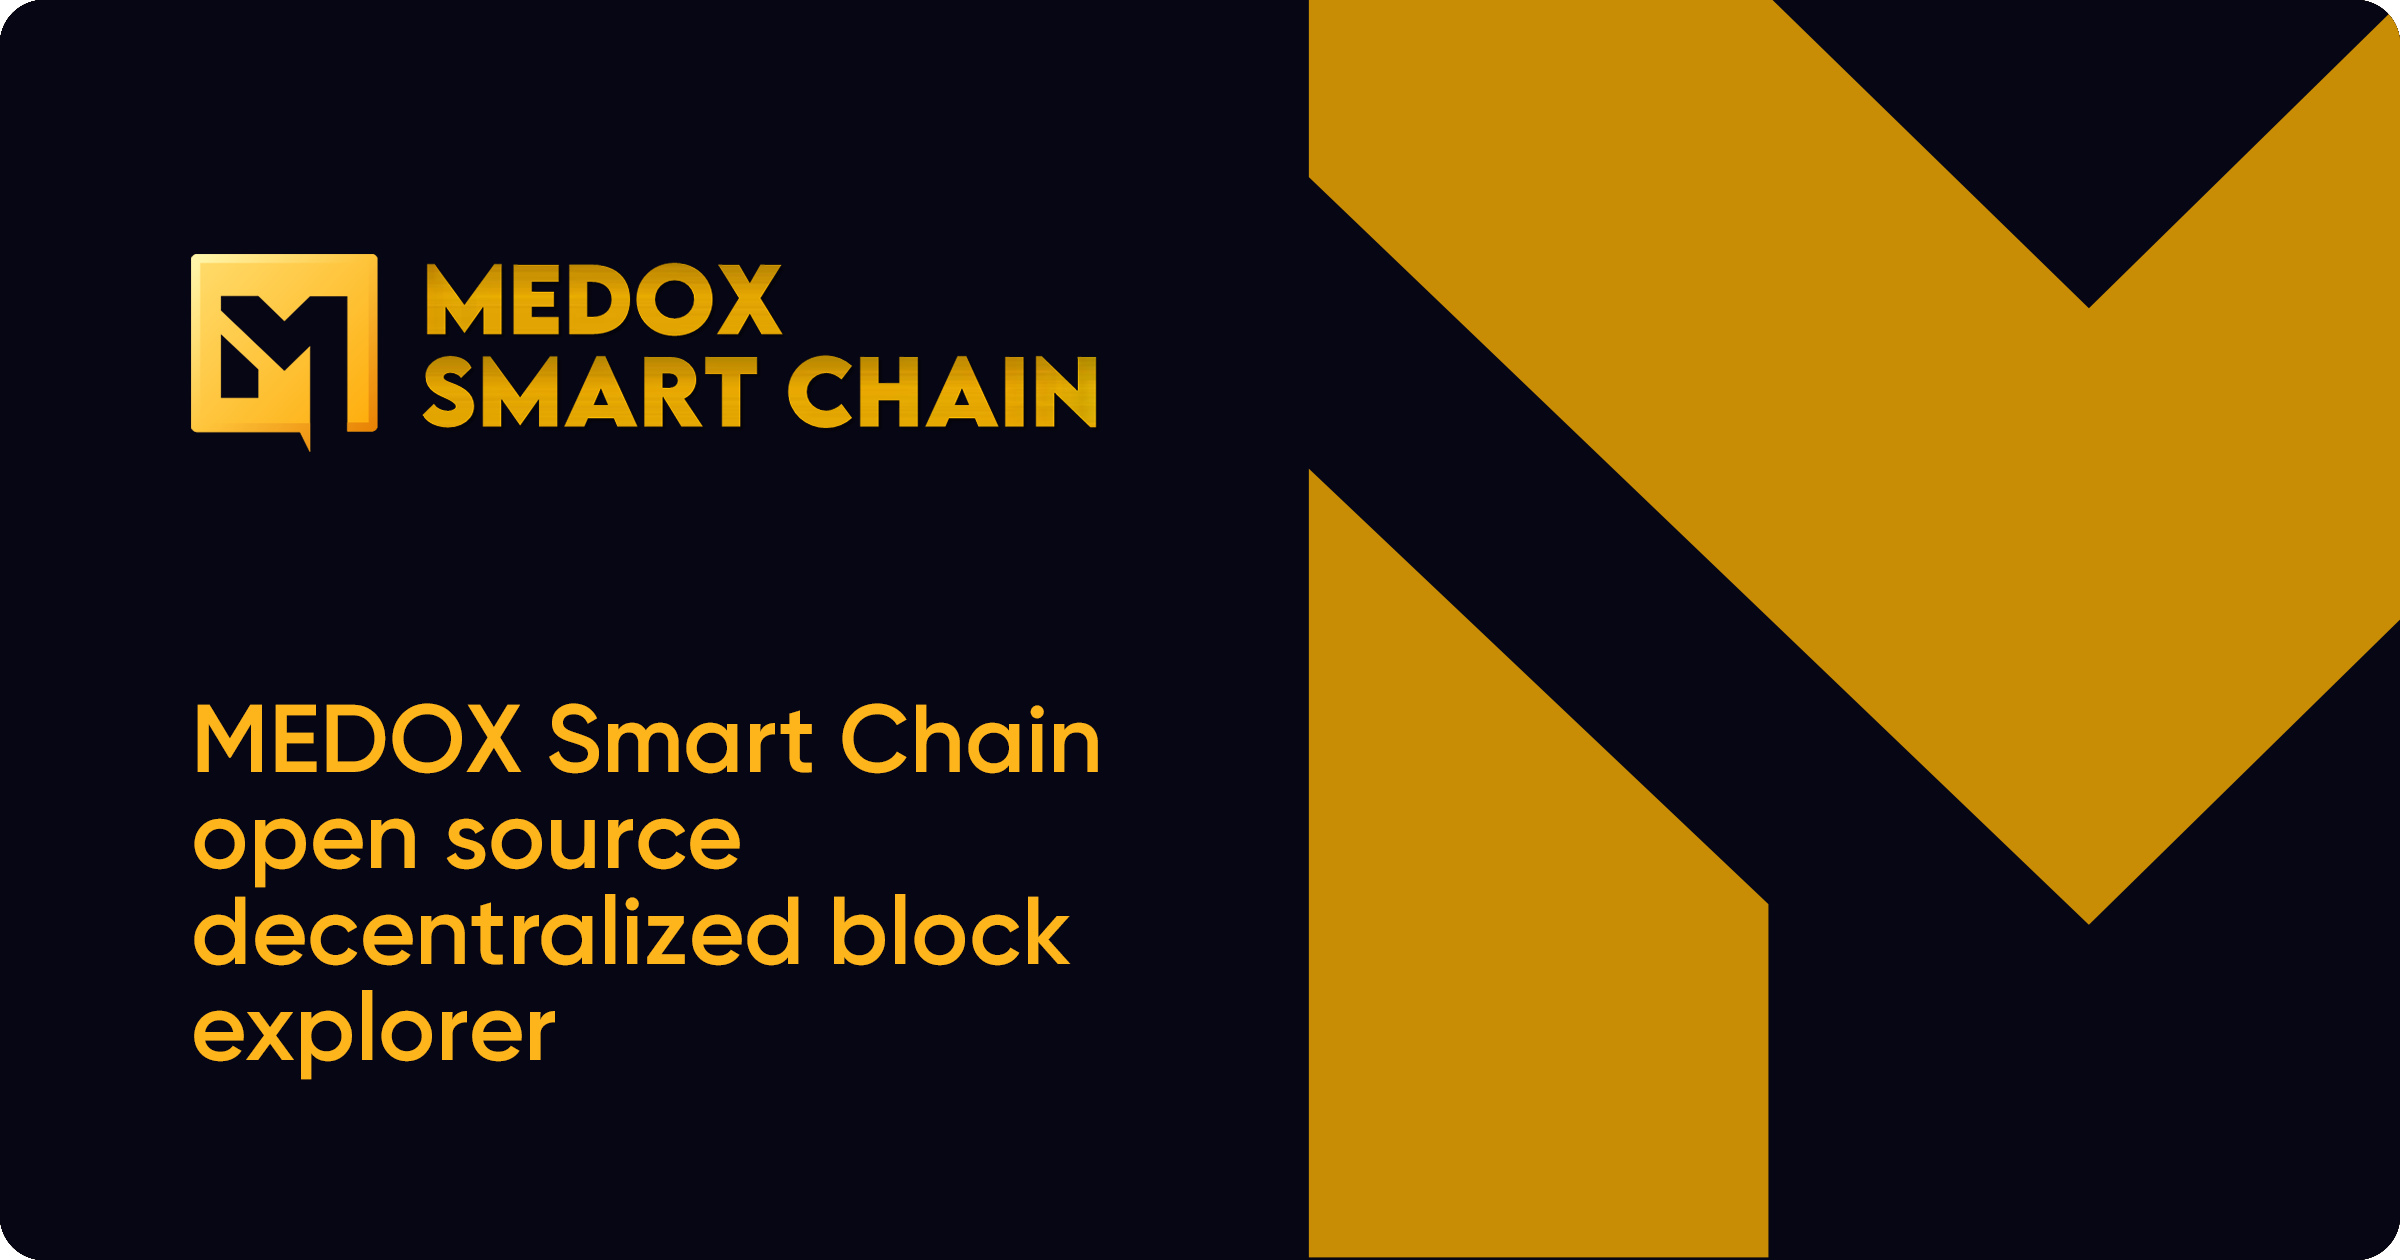 MEDOX
SMART CHAIN
MEDOX Smart Chain
open source
decentralized block
explorer